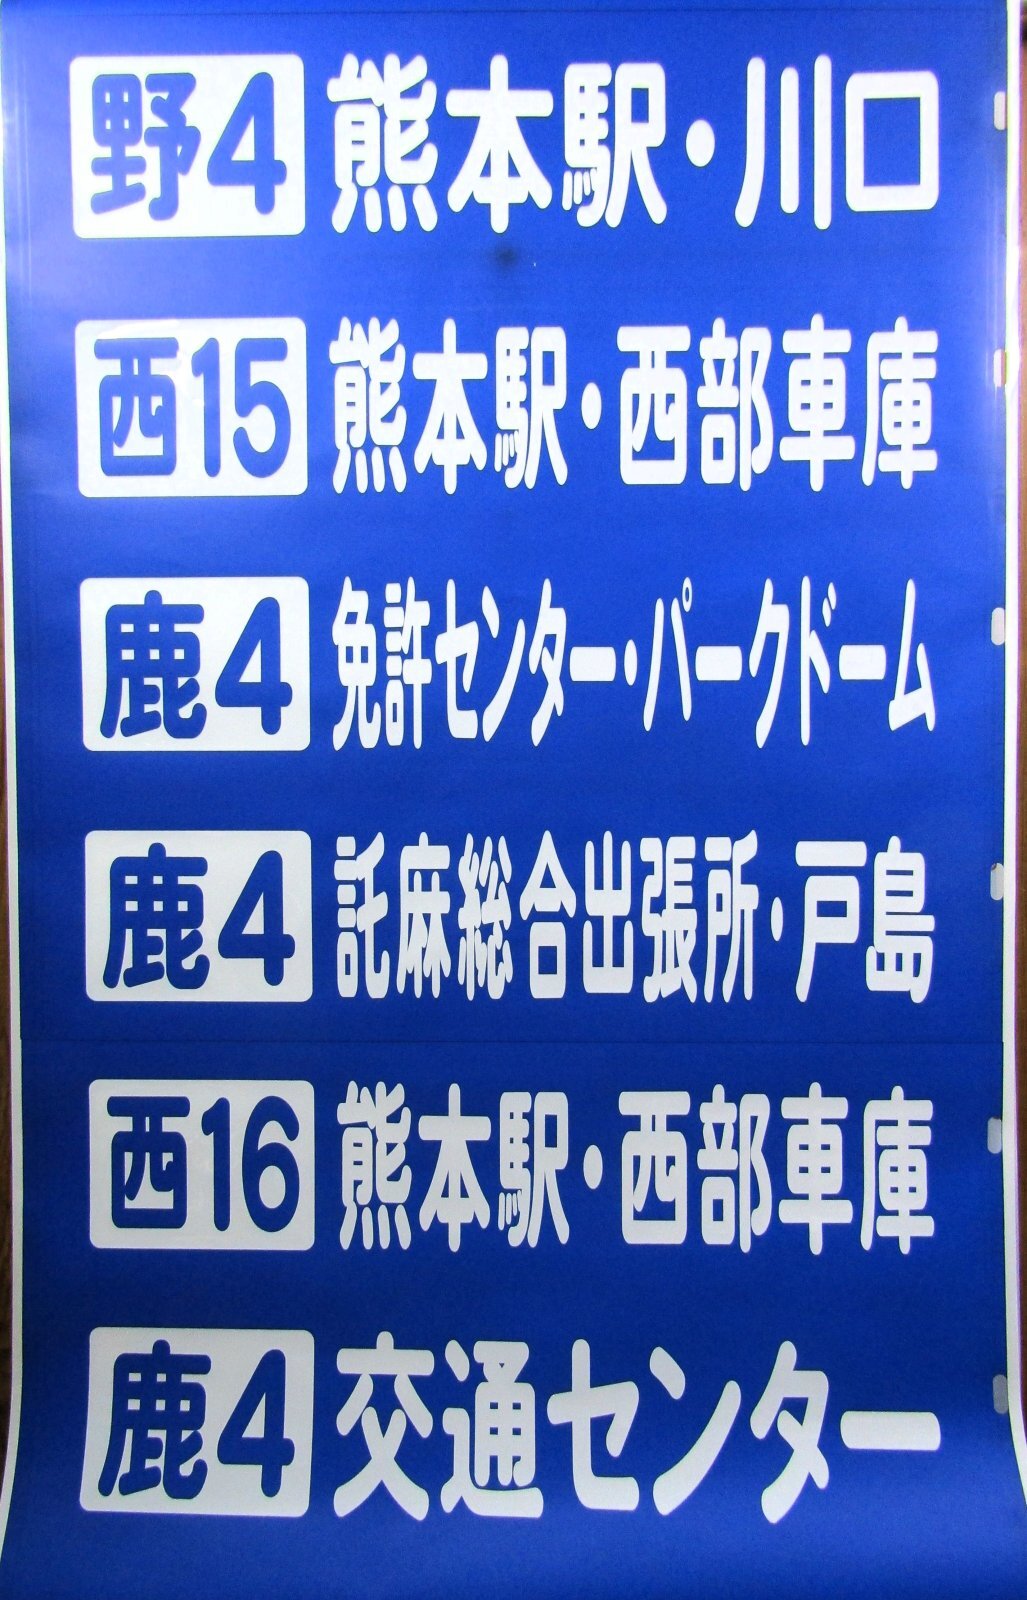 野4 熊本駅・川口
西15 熊本駅・西部車庫
鹿4 免許センター・パークドーム
鹿4 託麻総合出張所・戸島
西16 熊本駅・西部車庫
鹿4 交通センター